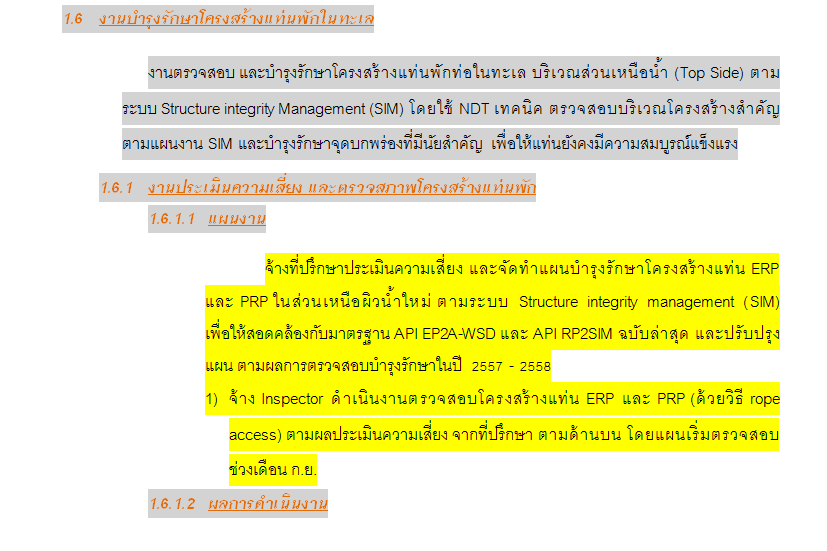 1.6 งานบำรุงรักษาโครงสร้างแท่นพักในทะเล
งานตรวจสอบ และบำรุงรักษาโครงสร้างแท่นพักท่อในทะเล บริเวณส่วนเหนือน้ำ (Top Side) ตาม
ระบบ Structure integrity Management (SIM) โดยใช้ NDT เทคนิค ตรวจสอบบริเวณโครงสร้างสำคัญ
ตามแผนงาน SIM และบำรุงรักษาจุดบกพร่องที่มีนัยสำคัญ เพื่อให้แท่นยังคงมีความสมบูรณ์แข็งแรง
1.6.1 งานประเมินความเสี่ยง และตรวจสภาพโครงสร้างแท่นพัก
1.6.1.1 แผนงาน
จ้างที่ปรึกษาประเมินความเสี่ยง และจัดทำแผนบำรุงรักษาโครงสร้างแท่น ERP
และ PRP ในส่วนเหนือผิวน้ำใหม่ ตามระบบ Structure integrity management (SIM)
เพื่อให้สอดคล้องกับมาตรฐาน API EP2A-WSD และ API RP2SIM ฉบับล่าสุด และปรับปรุง
แผน ตามผลการตรวจสอบบำรุงรักษาในปี 2557 - 2558
1) จ้าง Inspector ดำเนินงานตรวจสอบโครงสร้างแท่น ERP และ PRP (ด้วยวิธี rope
access) ตามผลประเมินความเสี่ยง จากที่ปรึกษา ตามด้านบน โดยแผนเริ่มตรวจสอบ
ช่วงเดือน ก.ย.
1.6.1.2 ผลการดำเนินงาน